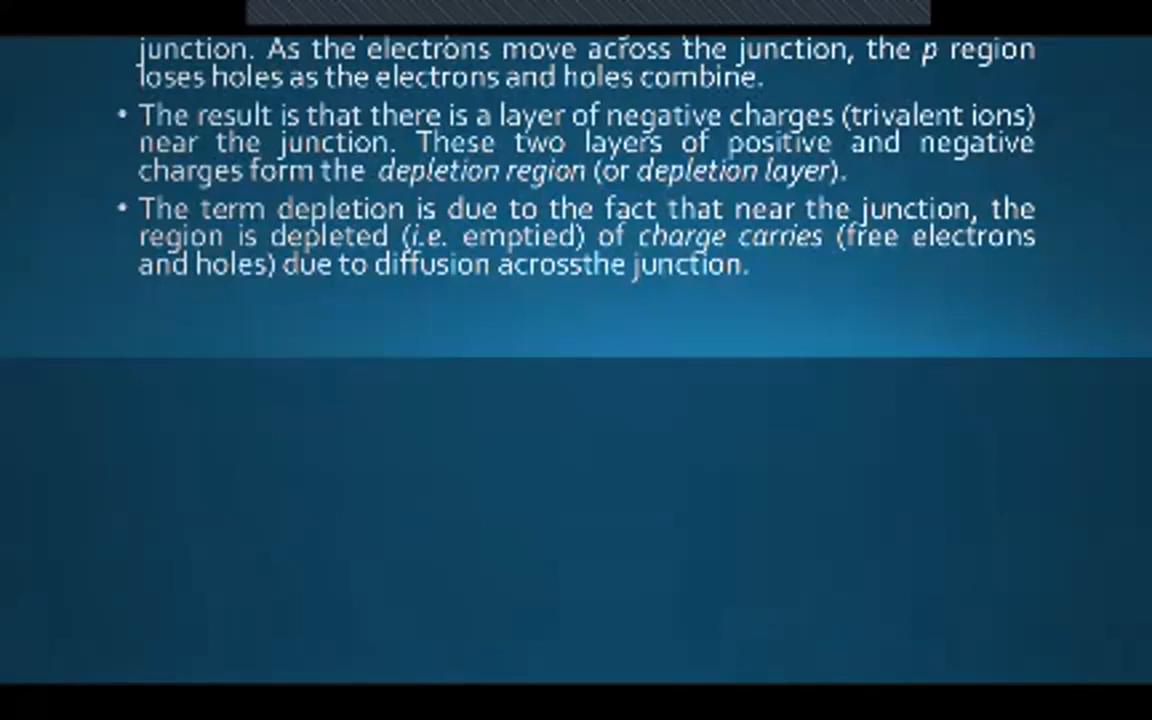 junction. As the electrons move across the junction, the p region
loses holes as the electrons and holes combine.
• The result is that there is a layer of negative charges (trivalent ions)
near the junction. These two layers of positive and negative
charges form the depletion region (or depletion layer).
• The term depletion is due to the fact that near the junction, the
region is depleted (i.e. emptied) of charge carries (free electrons
and holes) due to diffusion acrossthe junction.